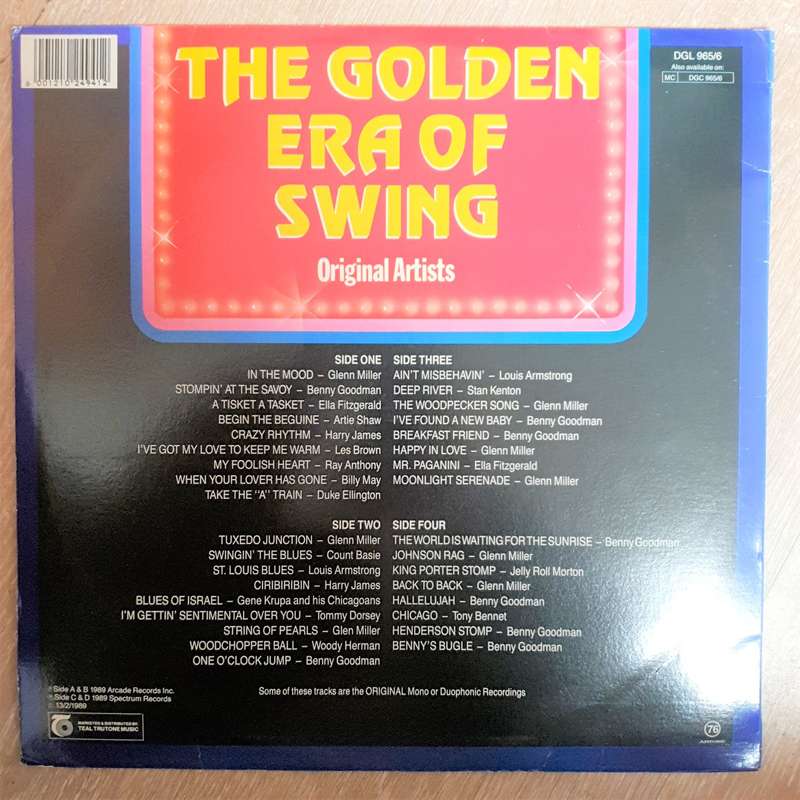 6 001210 249412
DGL 965/6
Also available on:
MC DGC 965/6
THE GOLDEN
ERA OF
SWING
Original Artists
SIDE ONE
IN THE MOOD – Glenn Miller
STOMPIN' AT THE SAVOY – Benny Goodman
A TISKET A TASKET – Ella Fitzgerald
BEGIN THE BEGUINE – Artie Shaw
CRAZY RHYTHM – Harry James
I'VE GOT MY LOVE TO KEEP ME WARM – Les Brown
MY FOOLISH HEART – Ray Anthony
WHEN YOUR LOVER HAS GONE – Billy May
TAKE THE "A" TRAIN – Duke Ellington
SIDE THREE
AIN'T MISBEHAVIN' – Louis Armstrong
DEEP RIVER – Stan Kenton
THE WOODPECKER SONG – Glenn Miller
I'VE FOUND A NEW BABY – Benny Goodman
BREAKFAST FRIEND – Benny Goodman
HAPPY IN LOVE – Glenn Miller
MR. PAGANINI – Ella Fitzgerald
MOONLIGHT SERENADE – Glenn Miller
SIDE TWO
TUXEDO JUNCTION – Glenn Miller
SWINGIN' THE BLUES – Count Basie
ST. LOUIS BLUES – Louis Armstrong
CIRIBIRIBIN – Harry James
BLUES OF ISRAEL – Gene Krupa and his Chicagoans
I'M GETTIN' SENTIMENTAL OVER YOU – Tommy Dorsey
STRING OF PEARLS – Glen Miller
WOODCHOPPER BALL – Woody Herman
ONE O'CLOCK JUMP – Benny Goodman
SIDE FOUR
THE WORLD IS WAITING FOR THE SUNRISE – Benny Goodman
JOHNSON RAG – Glenn Miller
KING PORTER STOMP – Jelly Roll Morton
BACK TO BACK – Glenn Miller
HALLELUJAH – Benny Goodman
CHICAGO – Tony Bennet
HENDERSON STOMP – Benny Goodman
BENNY'S BUGLE – Benny Goodman
Side A & B 1989 Arcade Records Inc.
Side C & D 1989 Spectrum Records
13/2/1989
Some of these tracks are the ORIGINAL Mono or Duophonic Recordings
MARKETED & DISTRIBUTED BY:
TEAL TRUTONE MUSIC
76